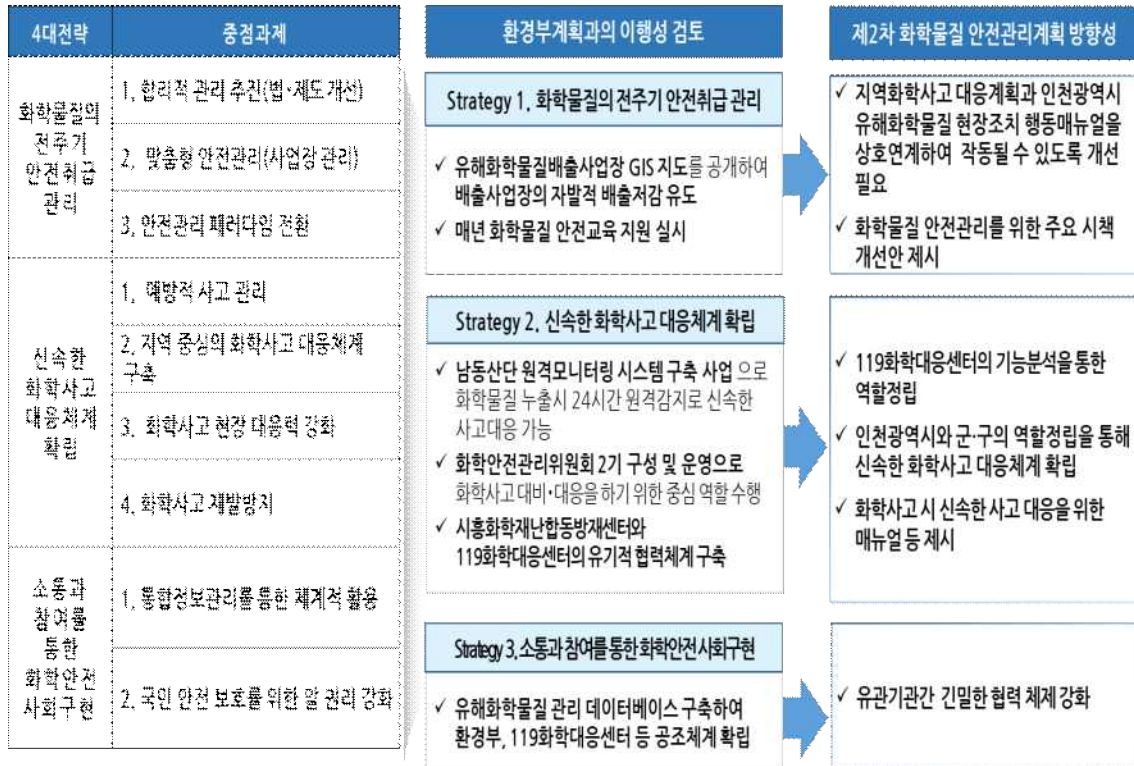 4대전략
중점과제
화학물질의
전주기
안전취급
관리
1. 합리적 관리 추진(법·제도 개선)
2. 맞춤형 안전관리(사업장 관리)
3. 안전관리 패러다임 전환
신속한
화학사고
대응체계
확립
1. 예방적 사고 관리
2. 지역 중심의 화학사고 대응체계
구축
3. 화학사고 현장 대응력 강화
4. 화학사고 재발방지
소통과
참여를
통한
화학안전
사회구현
1. 통합정보관리를 통한 체계적 활용
2. 국민 안전 보호를 위한 알 권리 강화
환경부계획과의 이행성 검토
Strategy 1. 화학물질의 전주기 안전취급 관리
✓ 유해화학물질배출사업장 GIS 지도를 공개하여
배출사업장의 자발적 배출저감 유도
✓ 매년 화학물질 안전교육 지원 실시
Strategy 2. 신속한 화학사고 대응체계 확립
✓ 남동산단 원격모니터링 시스템 구축 사업 으로
화학물질 누출시 24시간 원격감지로 신속한
사고대응 가능
✓ 화학안전관리위원회 2기 구성 및 운영으로
화학사고 대비·대응을 하기 위한 중심 역할 수행
✓ 시흥화학재난합동방재센터와
119화학대응센터의 유기적 협력체계 구축
Strategy 3. 소통과 참여를 통한 화학안전 사회구현
✓ 유해화학물질 관리 데이터베이스 구축하여
환경부, 119화학대응센터 등 공조체계 확립
제2차 화학물질 안전관리계획 방향성
✓ 지역화학사고 대응계획과 인천광역시
유해화학물질 현장조치 행동매뉴얼을
상호연계하여 작동될 수 있도록 개선
필요
✓ 화학물질 안전관리를 위한 주요 시책
개선안 제시
✓ 119화학대응센터의 기능분석을 통한
역할정립
✓ 인천광역시와 군·구의 역할정립을 통해
신속한 화학사고 대응체계 확립
✓ 화학사고 시 신속한 사고 대응을 위한
매뉴얼 등 제시
✓ 유관기관간 긴밀한 협력 체제 강화